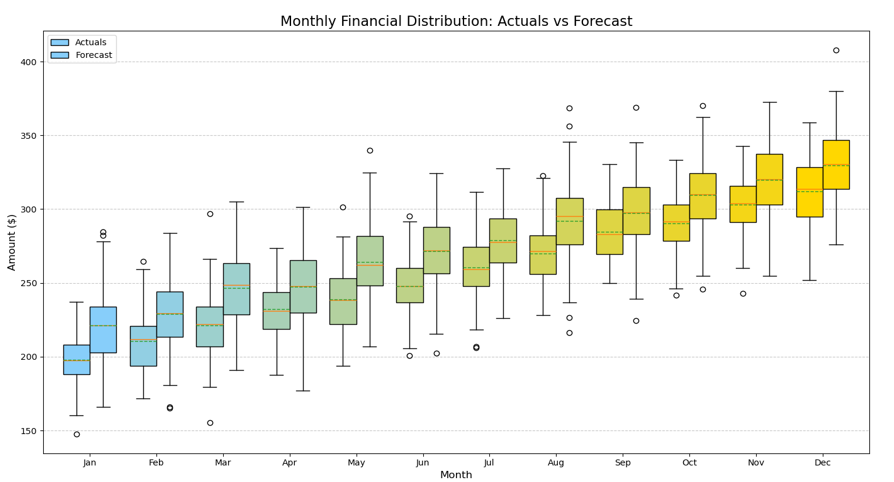 Monthly Financial Distribution: Actuals vs Forecast
Actuals
Forecast
Amount ($)
400
350
300
250
200
150
Jan Feb Mar Apr May Jun Jul Aug Sep Oct Nov Dec
Month